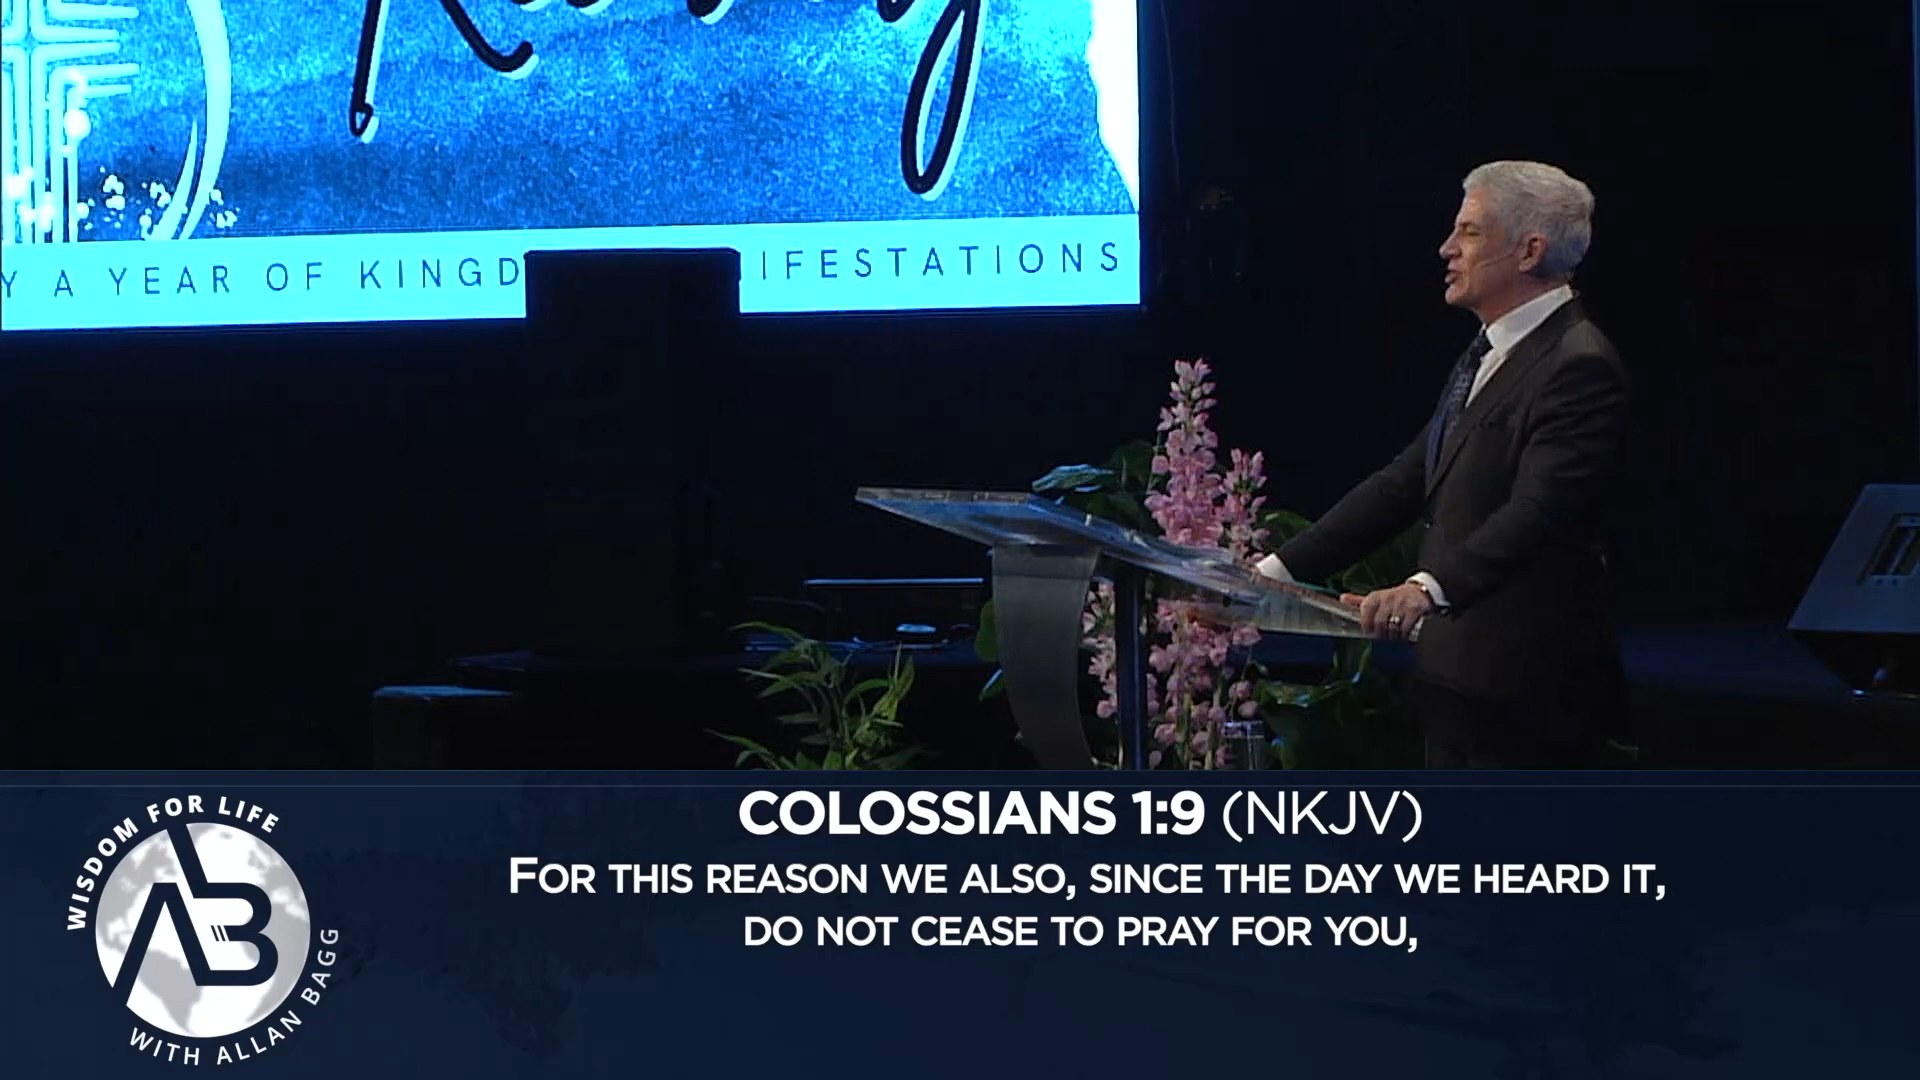 Y A YEAR OF KINGD IFESTATIONS
COLOSSIANS 1:9 (NKJV)
FOR THIS REASON WE ALSO, SINCE THE DAY WE HEARD IT,
DO NOT CEASE TO PRAY FOR YOU,
WISDOM FOR LIFE
AB
WITH ALLAN BAGG